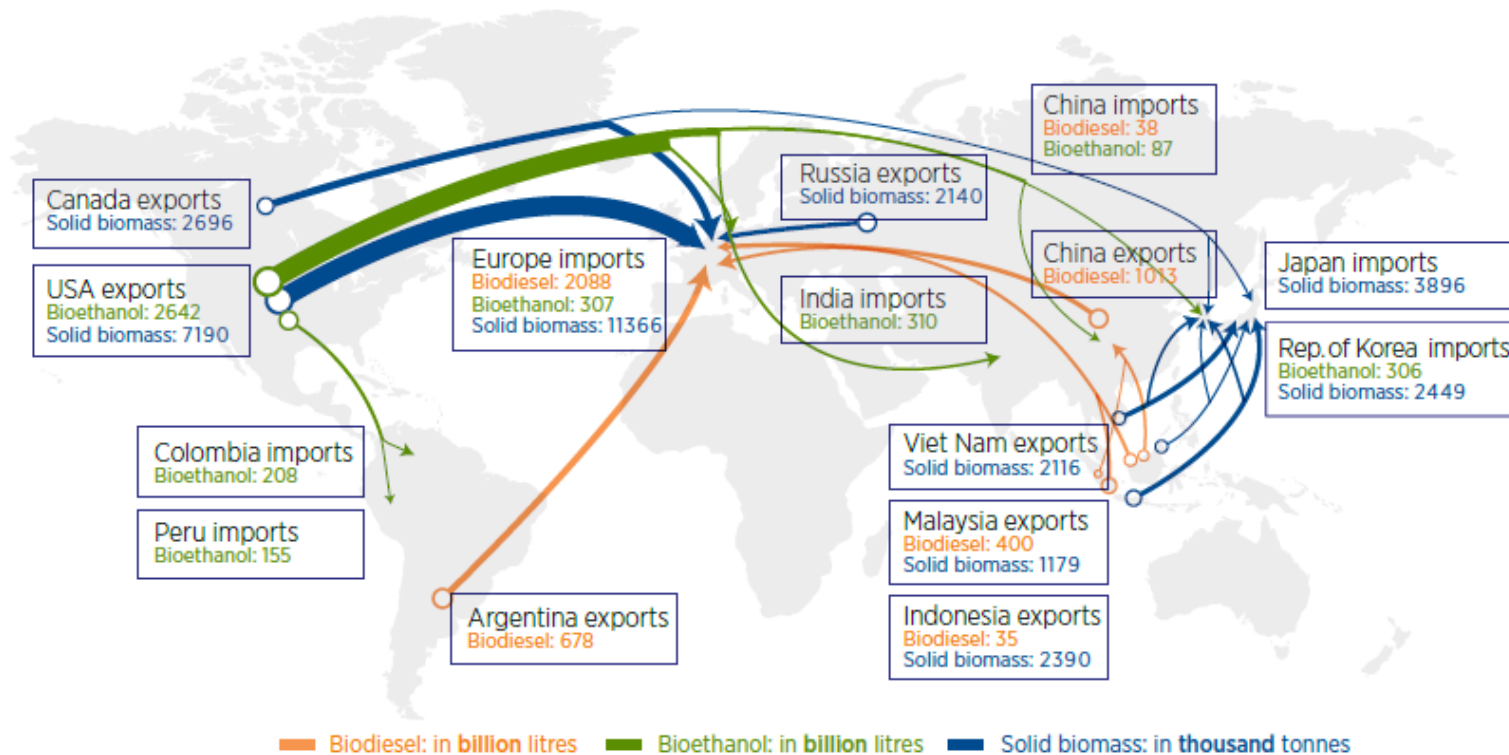 China imports
Biodiesel: 38
Bioethanol: 87
Canada exports
Solid biomass: 2696
Russia exports
Solid biomass: 2140
USA exports
Bioethanol: 2642
Solid biomass: 7190
Europe imports
Biodiesel: 2088
Bioethanol: 307
Solid biomass: 11366
India imports
Bioethanol: 310
China exports
Biodiesel: 1013
Japan imports
Solid biomass: 3896
Rep. of Korea imports
Bioethanol: 306
Solid biomass: 2449
Colombia imports
Bioethanol: 208
Peru imports
Bioethanol: 155
Viet Nam exports
Solid biomass: 2116
Malaysia exports
Biodiesel: 400
Solid biomass: 1179
Argentina exports
Biodiesel: 678
Indonesia exports
Biodiesel: 35
Solid biomass: 2390
Biodiesel: in billion litres Bioethanol: in billion litres Solid biomass: in thousand tonnes